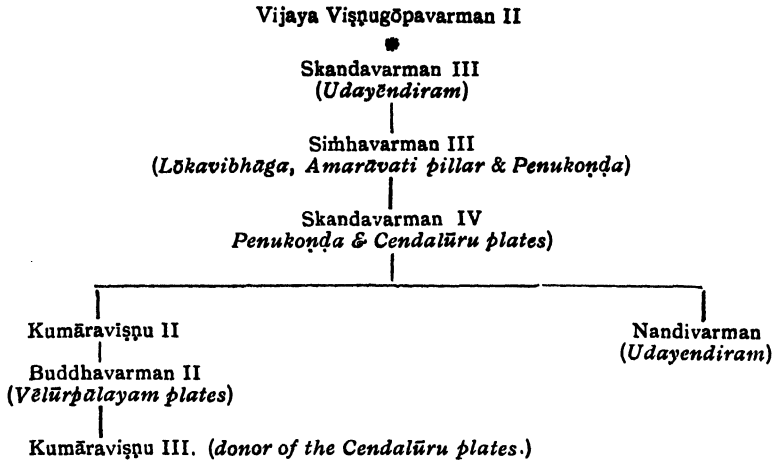 Vijaya Viṣṇugōpavarman II
*
Skandavarman III
(Udayēndiram)
Siṁhavarman III
(Lōkavibhāga, Amarāvati pillar & Penukoṇḍa)
Skandavarman IV
Penukoṇḍa & Cendalūru plates)
Kumāraviṣṇu II
Nandivarman
(Udayendiram)
Buddhavarman II
(Vēlūrpālayam plates)
Kumāraviṣṇu III. (donor of the Cendalūru plates.)